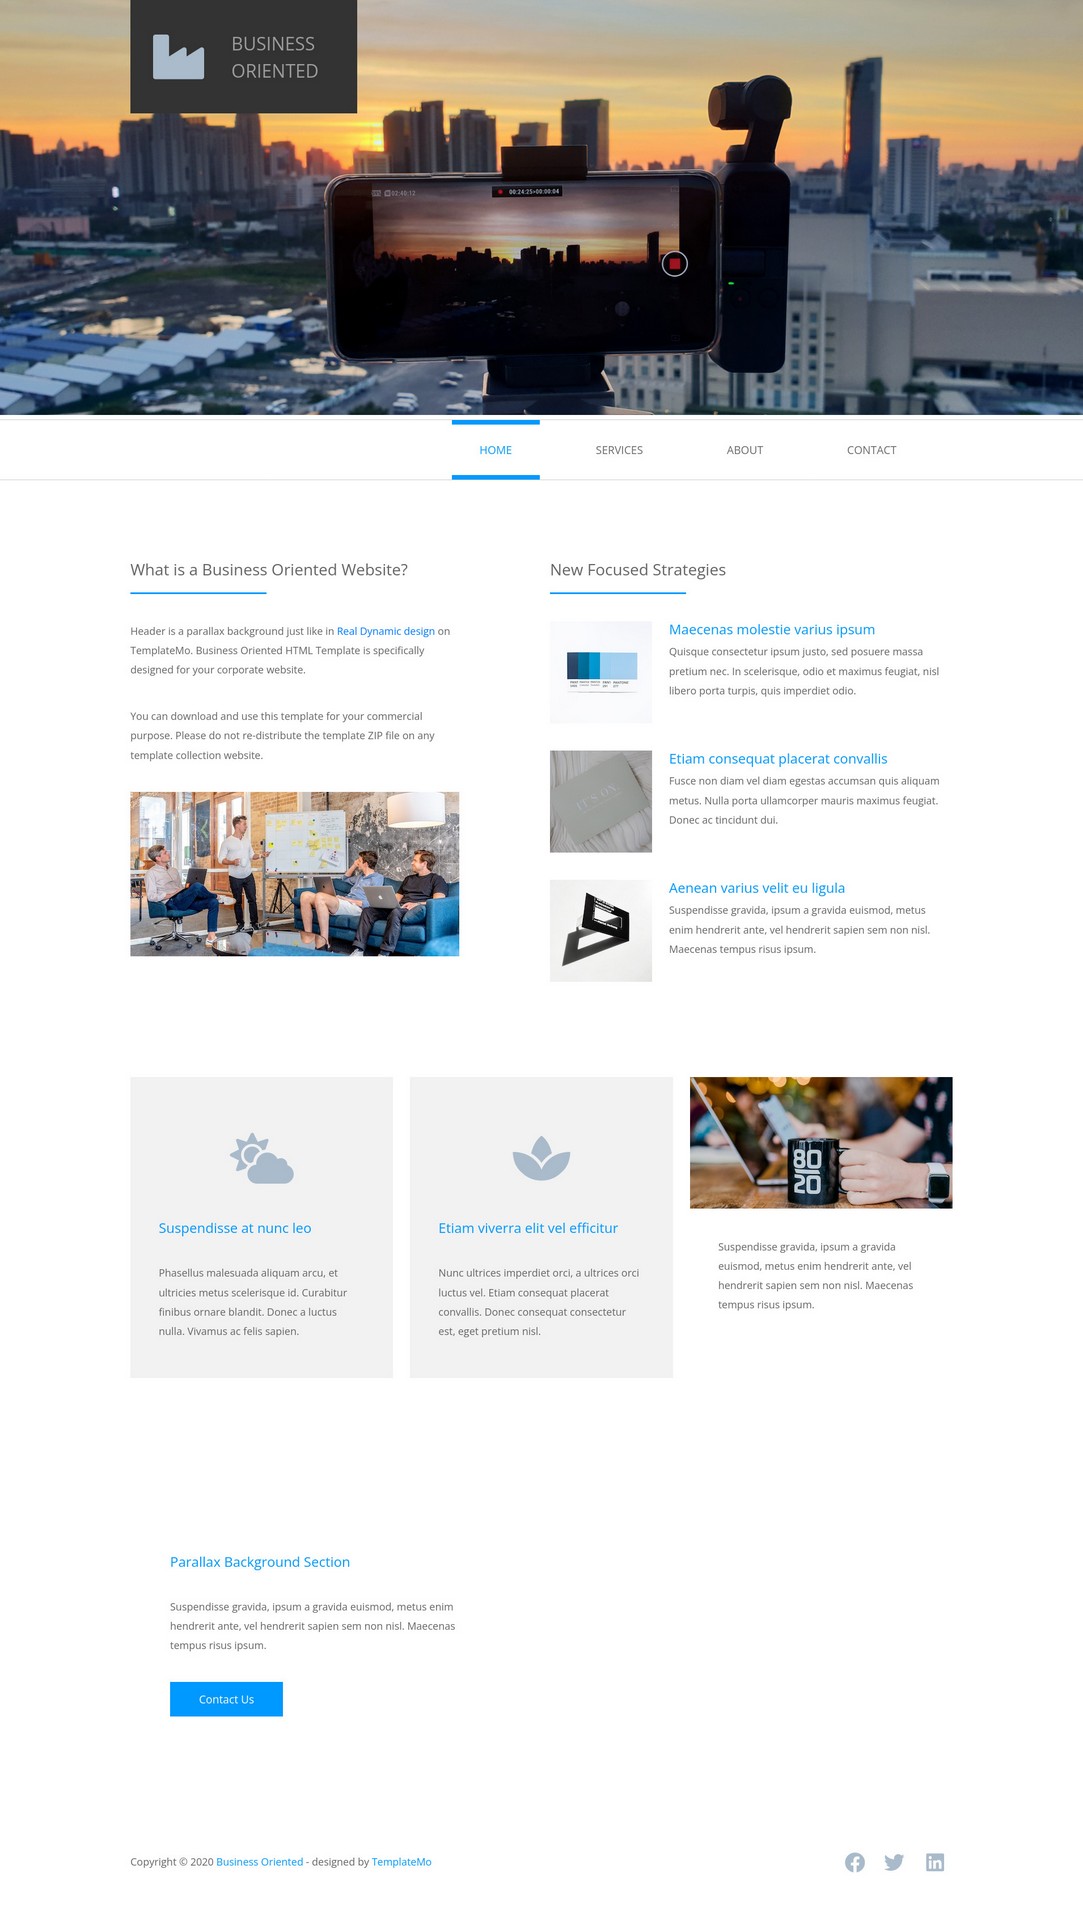 BUSINESS
ORIENTED
02:40:12
00:24:25+00:00:04
HOME
SERVICES
ABOUT
CONTACT
What is a Business Oriented Website?
Header is a parallax background just like in Real Dynamic design on
TemplateMo. Business Oriented HTML Template is specifically
designed for your corporate website.
You can download and use this template for your commercial
purpose. Please do not re-distribute the template ZIP file on any
template collection website.
New Focused Strategies
Maecenas molestie varius ipsum
Quisque consectetur ipsum justo, sed posuere massa
pretium nec. In scelerisque, odio et maximus feugiat, nisl
libero porta turpis, quis imperdiet odio.
Etiam consequat placerat convallis
Fusce non diam vel diam egestas accumsan quis aliquam
metus. Nulla porta ullamcorper mauris maximus feugiat.
Donec ac tincidunt dui.
Aenean varius velit eu ligula
Suspendisse gravida, ipsum a gravida euismod, metus
enim hendrerit ante, vel hendrerit sapien sem non nisl.
Maecenas tempus risus ipsum.
Suspendisse at nunc leo
Phasellus malesuada aliquam arcu, et
ultricies metus scelerisque id. Curabitur
finibus ornare blandit. Donec a luctus
nulla. Vivamus ac felis sapien.
Etiam viverra elit vel efficitur
Nunc ultrices imperdiet orci, a ultrices orci
luctus vel. Etiam consequat placerat
convallis. Donec consequat consectetur
est, eget pretium nisl.
80
20
Suspendisse gravida, ipsum a gravida
euismod, metus enim hendrerit ante, vel
hendrerit sapien sem non nisl. Maecenas
tempus risus ipsum.
Parallax Background Section
Suspendisse gravida, ipsum a gravida euismod, metus enim
hendrerit ante, vel hendrerit sapien sem non nisl. Maecenas
tempus risus ipsum.
Contact Us
Copyright © 2020 Business Oriented - designed by TemplateMo